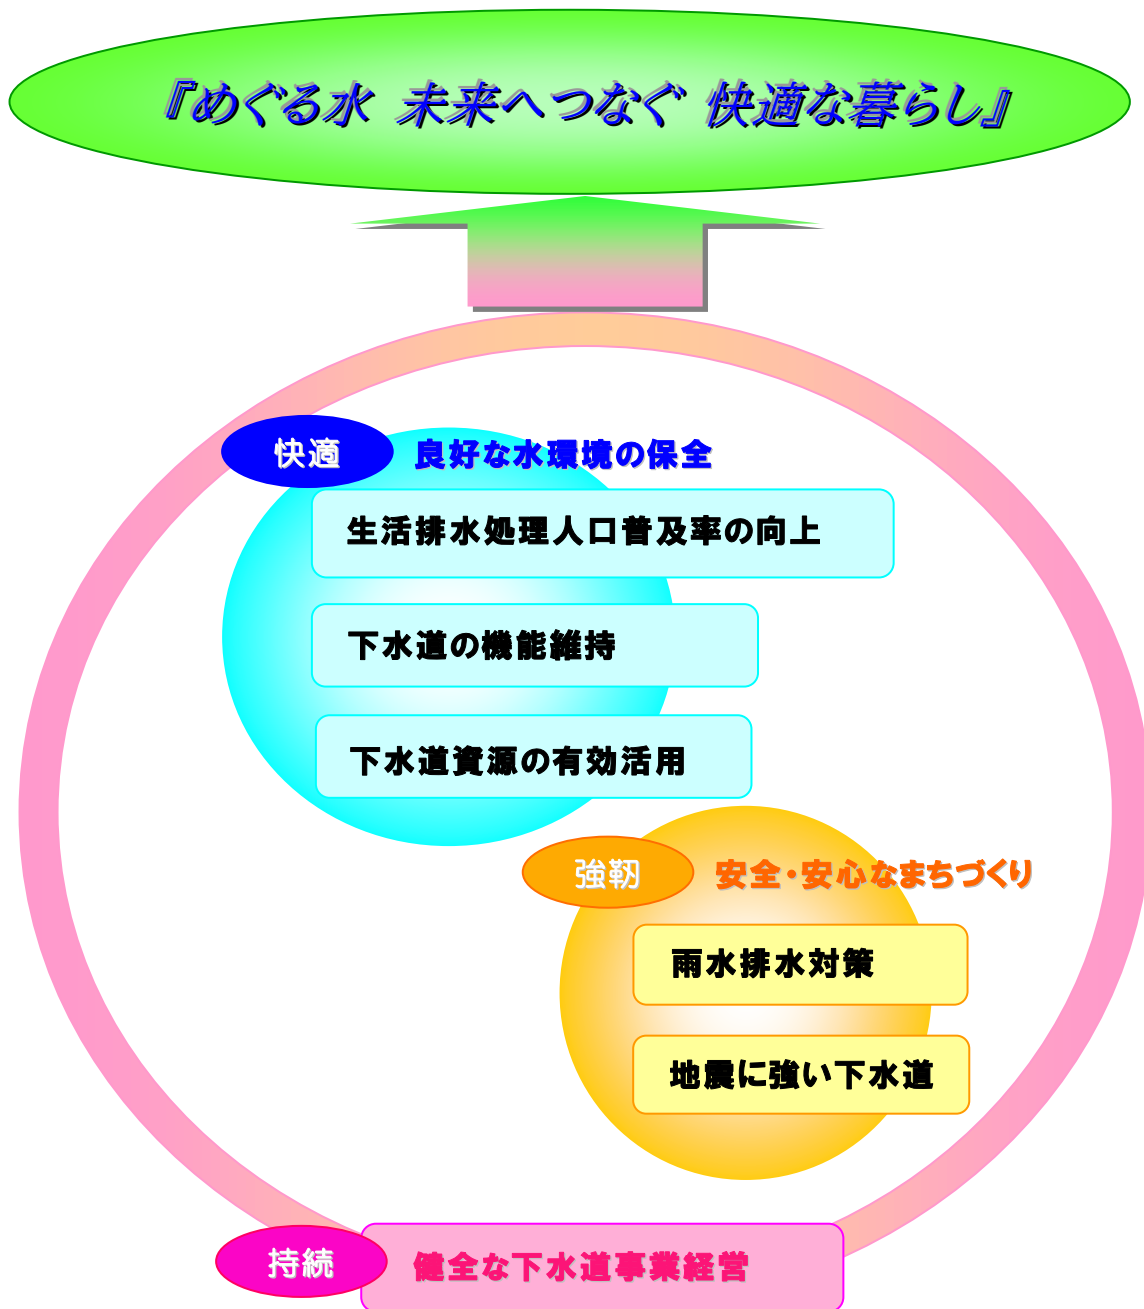 『めぐる水 未来へつなぐ 快適な暮らし』
快適
良好な水環境の保全
生活排水処理人口普及率の向上
下水道の機能維持
下水道資源の有効活用
強靭
安全・安心なまちづくり
雨水排水対策
地震に強い下水道
持続
健全な下水道事業経営